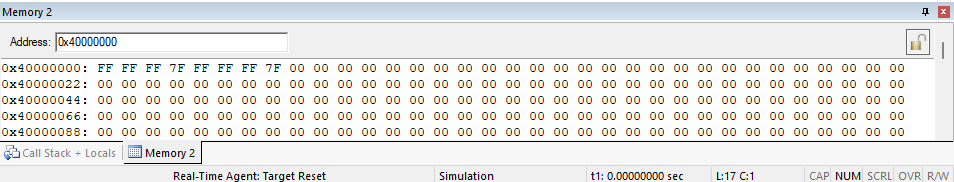 Memory 2
Address: 0x40000000
0x40000000: FF FF FF 7F FF FF FF 7F 00 00 00 00 00 00 00 00 00 00 00 00 00 00 00 00 00 00 00 00 00 00 00 00 00 00
0x40000022: 00 00 00 00 00 00 00 00 00 00 00 00 00 00 00 00 00 00 00 00 00 00 00 00 00 00 00 00 00 00 00 00 00 00
0x40000044: 00 00 00 00 00 00 00 00 00 00 00 00 00 00 00 00 00 00 00 00 00 00 00 00 00 00 00 00 00 00 00 00 00 00
0x40000066: 00 00 00 00 00 00 00 00 00 00 00 00 00 00 00 00 00 00 00 00 00 00 00 00 00 00 00 00 00 00 00 00 00 00
0x40000088: 00 00 00 00 00 00 00 00 00 00 00 00 00 00 00 00 00 00 00 00 00 00 00 00 00 00 00 00 00 00 00 00 00 00
Call Stack + Locals Memory 2
Real-Time Agent: Target Reset Simulation t1: 0.00000000 sec L:17 C:1 CAP NUM SCRL OVR R/W